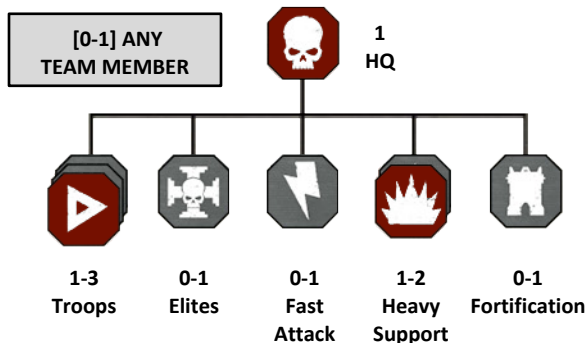 [0-1] ANY
TEAM MEMBER
1
HQ
1-3
Troops
0-1
Elites
0-1
Fast
Attack
1-2
Heavy
Support
0-1
Fortification